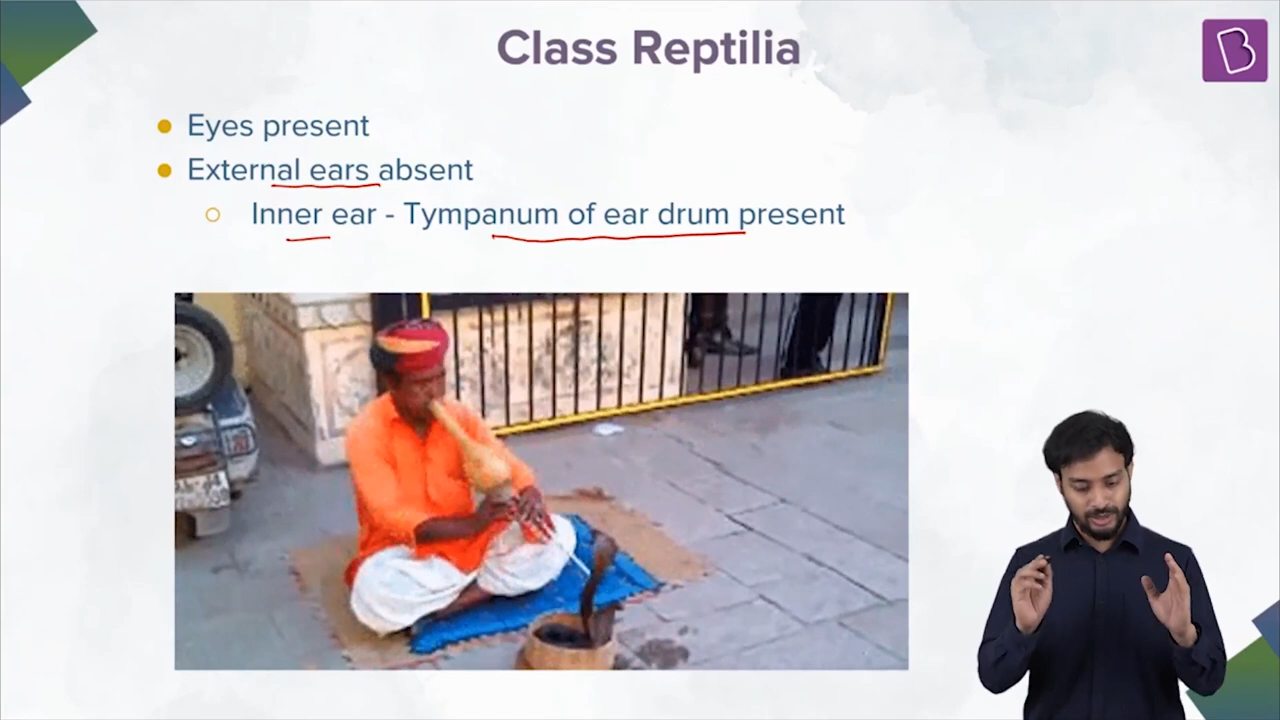 Class Reptilia
Eyes present
External ears absent
Inner ear - Tympanum of ear drum present